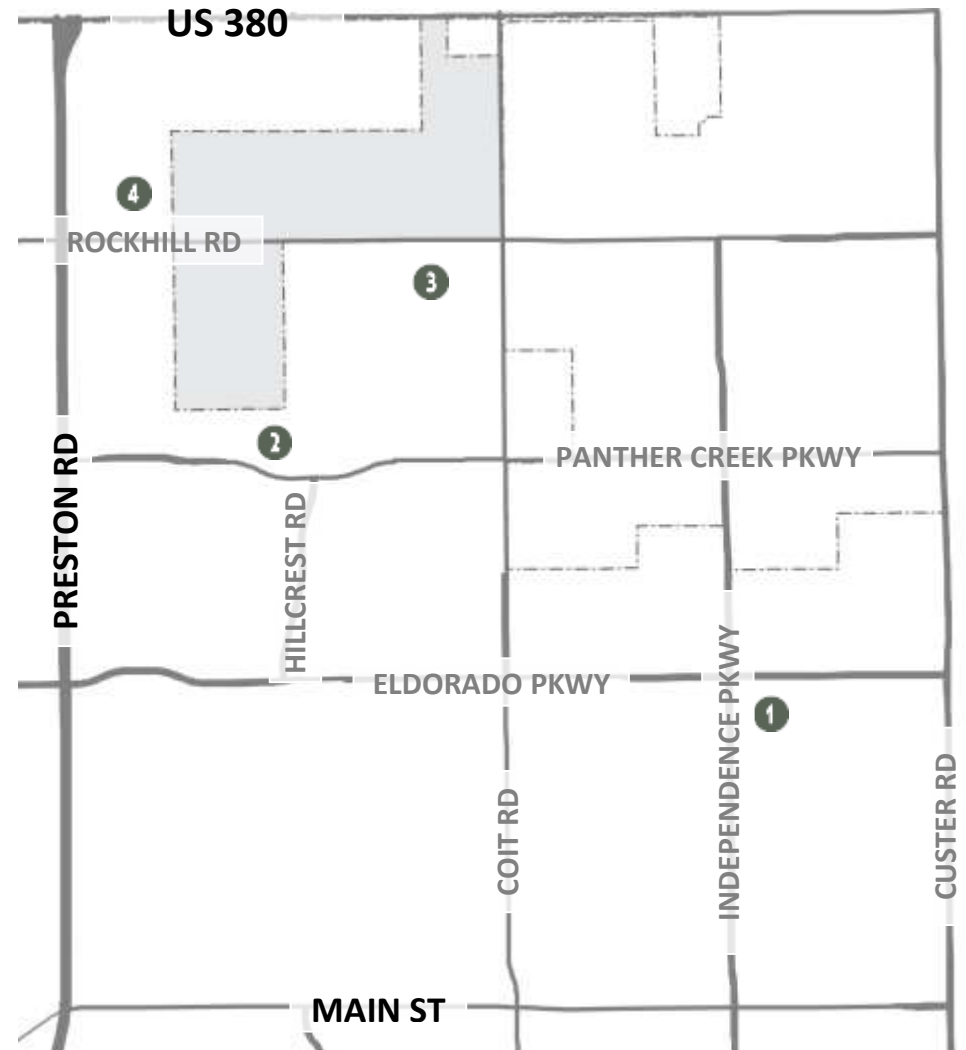 US 380
4
ROCKHILL RD
3
PRESTON RD
2
PANTHER CREEK PKWY
HILLCREST RD
ELDORADO PKWY
INDEPENDENCE PKWY
1
COIT RD
CUSTER RD
MAIN ST